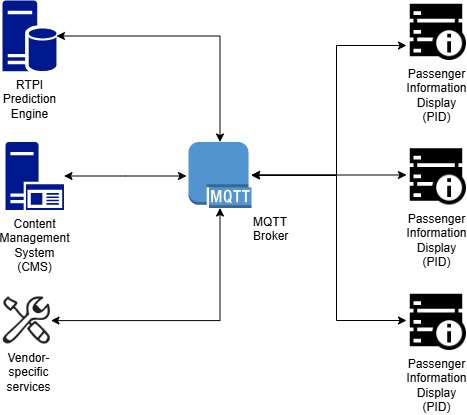 RTPI
Prediction
Engine
Content
Management
System
(CMS)
Vendor-
specific
services
MQTT
MQTT
Broker
Passenger
Information
Display
(PID)
Passenger
Information
Display
(PID)
Passenger
Information
Display
(PID)